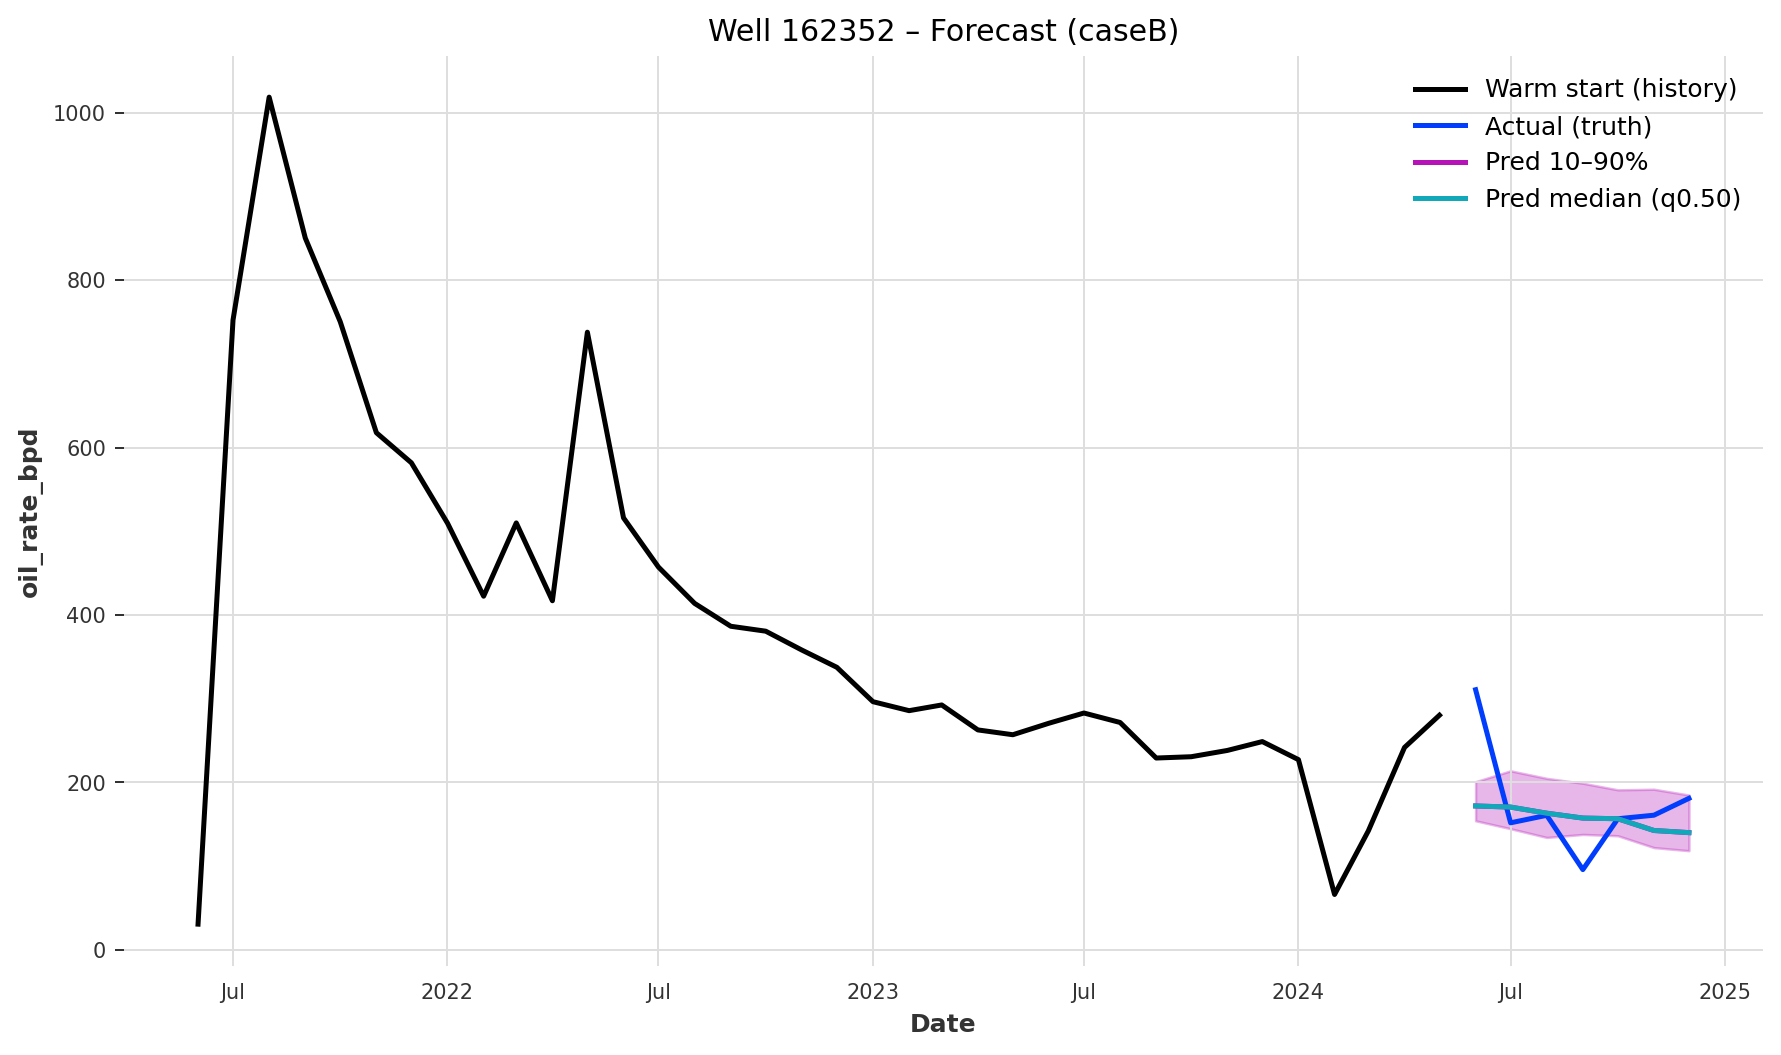 Well 162352 – Forecast (caseB)
Warm start (history)
Actual (truth)
Pred 10–90%
Pred median (q0.50)
oil_rate_bpd
1000
800
600
400
200
0
Jul
2022
Jul
2023
Jul
2024
Jul
2025
Date